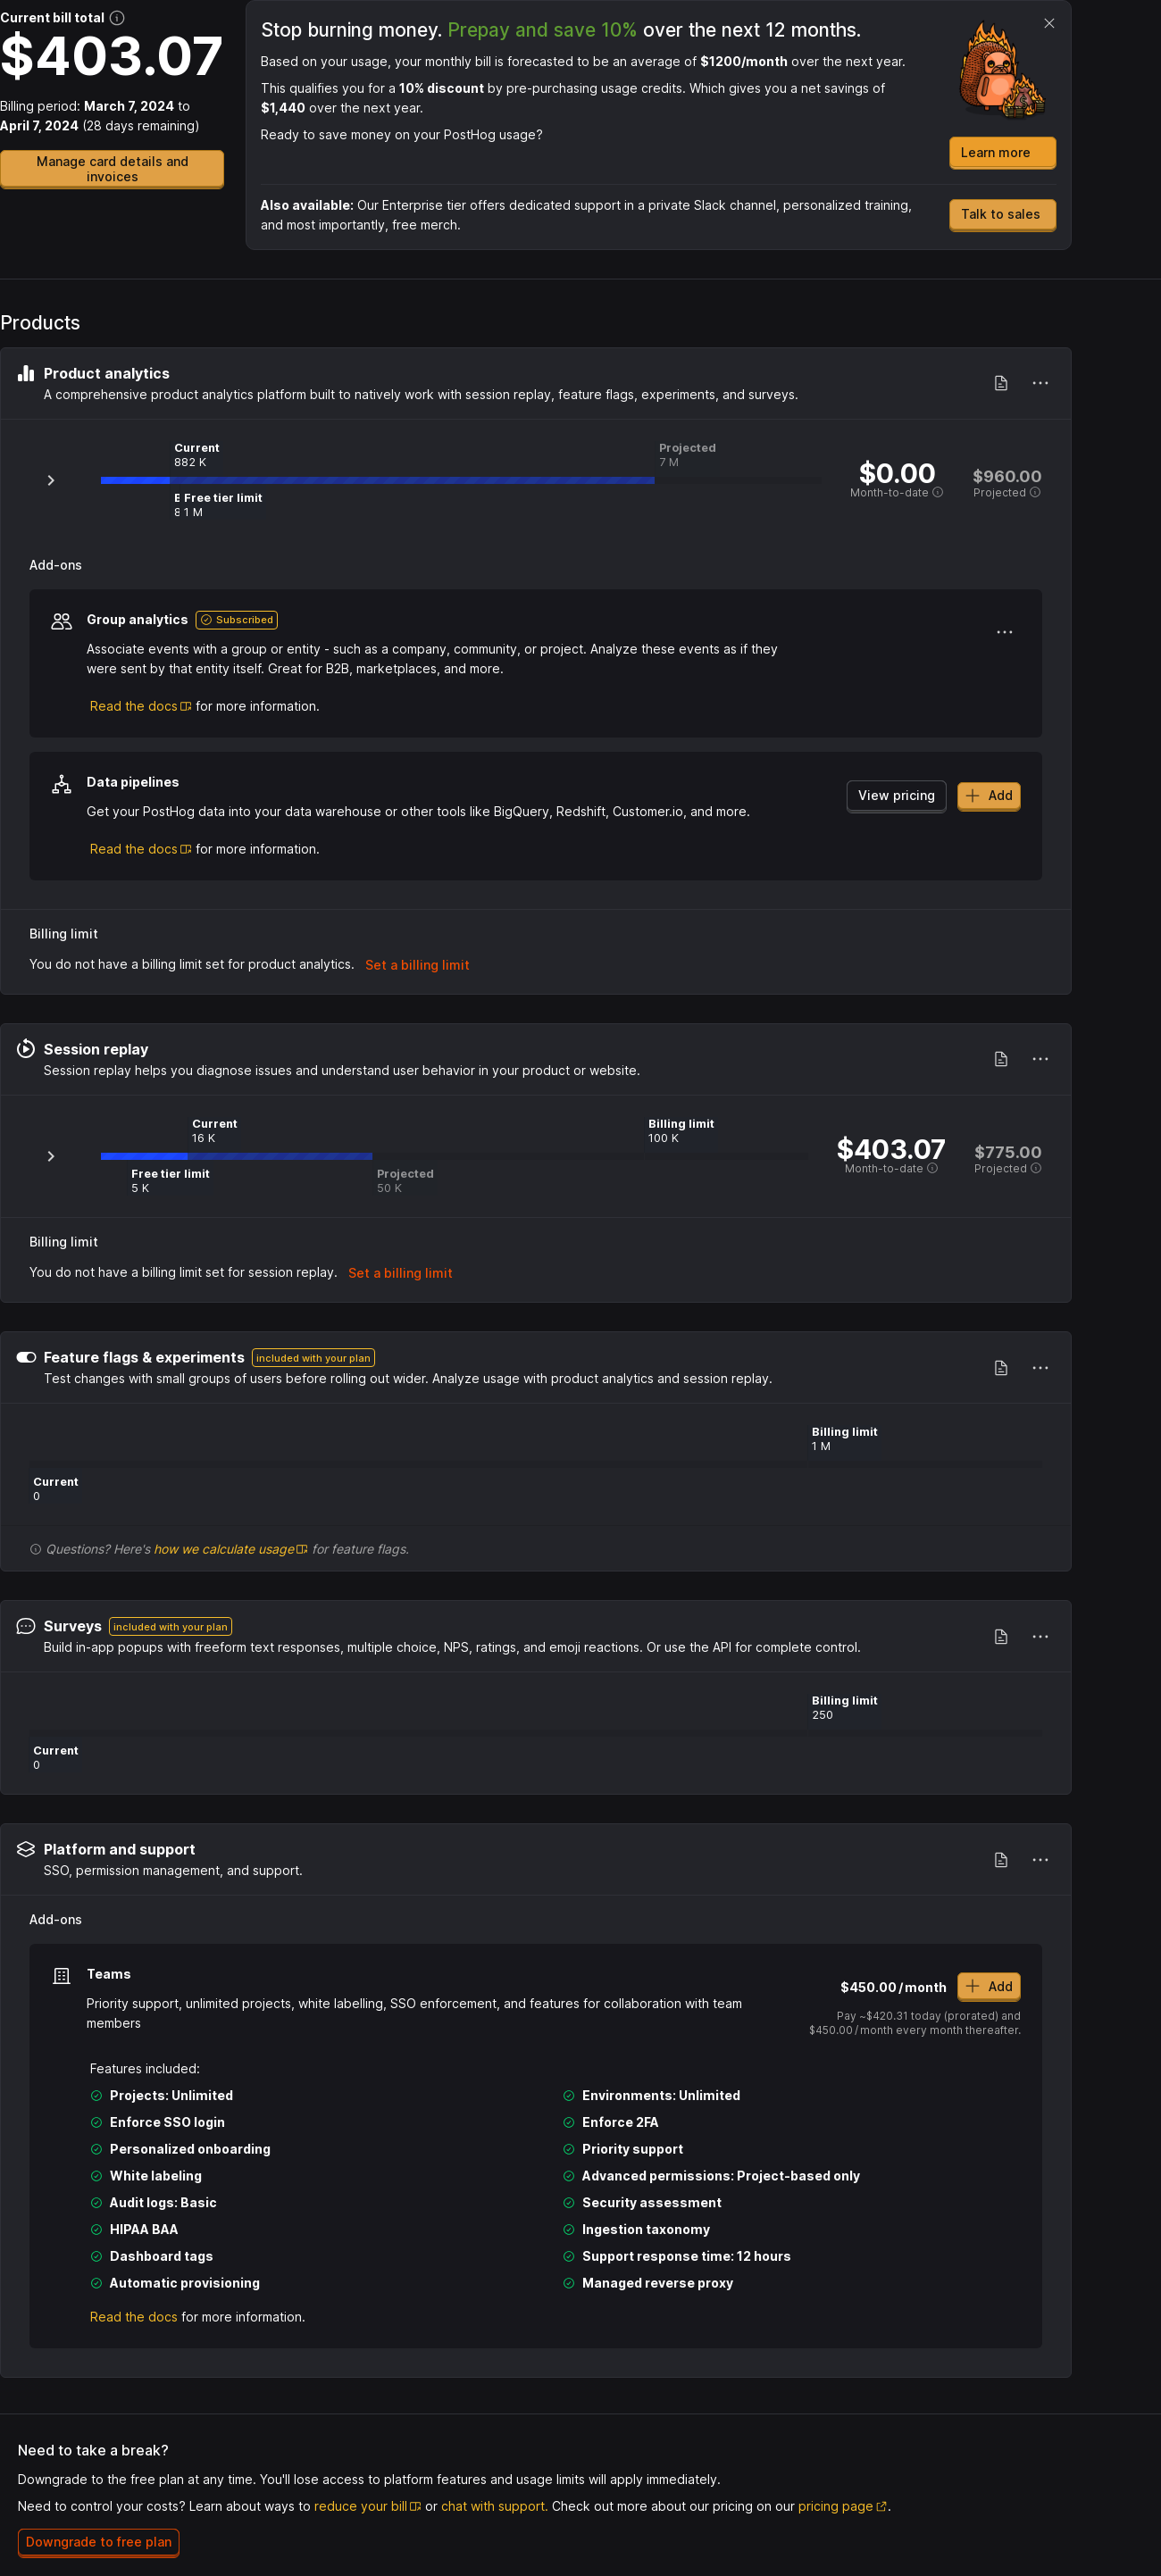 Current bill total
$403.07
Billing period: March 7, 2024 to
April 7, 2024 (28 days remaining)
Manage card details and
invoices
Stop burning money. Prepay and save 10% over the next 12 months.
Based on your usage, your monthly bill is forecasted to be an average of $1200/month over the next year.
This qualifies you for a 10% discount by pre-purchasing usage credits. Which gives you a net savings of
$1,440 over the next year.
Ready to save money on your PostHog usage?
Learn more
Also available: Our Enterprise tier offers dedicated support in a private Slack channel, personalized training,
and most importantly, free merch.
Talk to sales
Products
Product analytics
A comprehensive product analytics platform built to natively work with session replay, feature flags, experiments, and surveys.
Current
882 K
Projected
7 M
Free tier limit
1 M
$0.00
Month-to-date
$960.00
Projected
Add-ons
Group analytics
Subscribed
Associate events with a group or entity - such as a company, community, or project. Analyze these events as if they
were sent by that entity itself. Great for B2B, marketplaces, and more.
Read the docs for more information.
Data pipelines
Get your PostHog data into your data warehouse or other tools like BigQuery, Redshift, Customer.io, and more.
View pricing
Add
Read the docs for more information.
Billing limit
You do not have a billing limit set for product analytics. Set a billing limit
Session replay
Session replay helps you diagnose issues and understand user behavior in your product or website.
Current
16 K
Billing limit
100 K
Free tier limit
5 K
Projected
50 K
$403.07
Month-to-date
$775.00
Projected
Billing limit
You do not have a billing limit set for session replay. Set a billing limit
Feature flags & experiments
included with your plan
Test changes with small groups of users before rolling out wider. Analyze usage with product analytics and session replay.
Billing limit
1 M
Current
0
Questions? Here's how we calculate usage for feature flags.
Surveys
included with your plan
Build in-app popups with freeform text responses, multiple choice, NPS, ratings, and emoji reactions. Or use the API for complete control.
Billing limit
250
Current
0
Platform and support
SSO, permission management, and support.
Add-ons
Teams
Priority support, unlimited projects, white labelling, SSO enforcement, and features for collaboration with team
members
$450.00/month
Add
Pay ~$420.31 today (prorated) and
$450.00/month every month thereafter.
Features included:
Projects: Unlimited
Environments: Unlimited
Enforce SSO login
Enforce 2FA
Personalized onboarding
Priority support
White labeling
Advanced permissions: Project-based only
Audit logs: Basic
Security assessment
HIPAA BAA
Ingestion taxonomy
Dashboard tags
Support response time: 12 hours
Automatic provisioning
Managed reverse proxy
Read the docs for more information.
Need to take a break?
Downgrade to the free plan at any time. You'll lose access to platform features and usage limits will apply immediately.
Need to control your costs? Learn about ways to reduce your bill or chat with support. Check out more about our pricing on our pricing page.
Downgrade to free plan